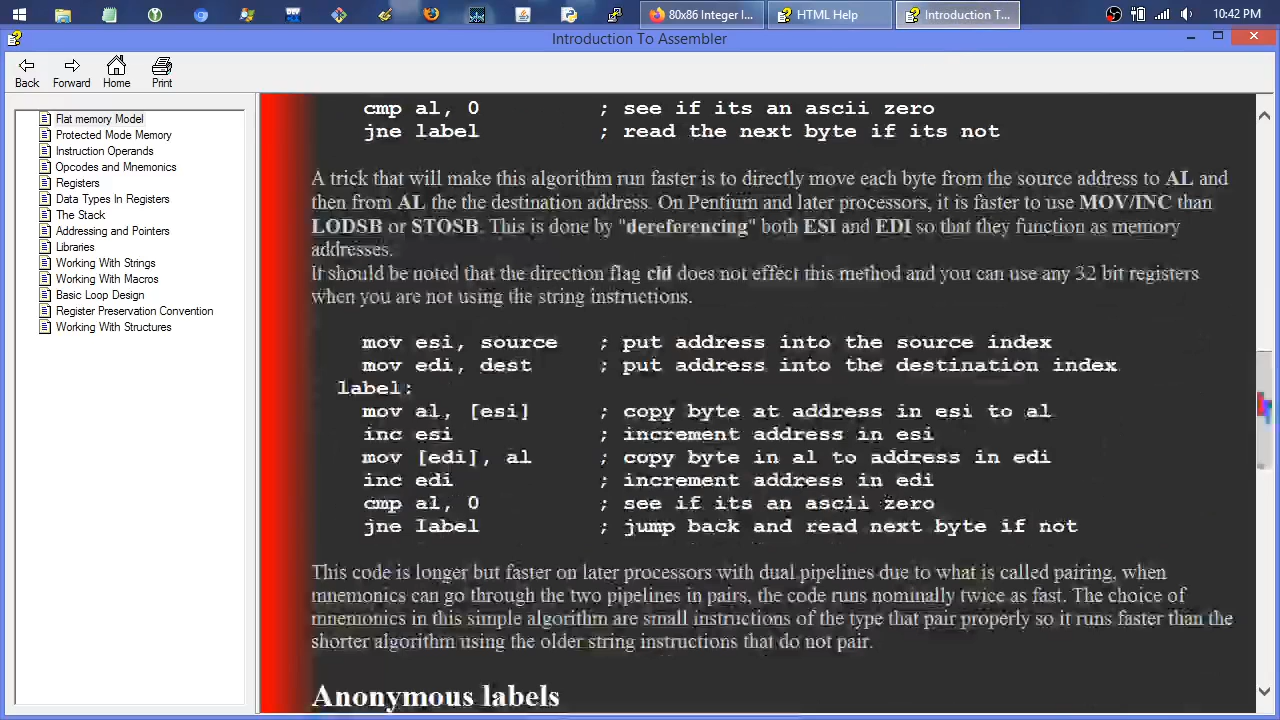 80x86 Integer I...
HTML Help
Introduction T...
10:42 PM
Introduction To Assembler
Back
Forward
Home
Print
Flat memory Model
Protected Mode Memory
Instruction Operands
Opcodes and Mnemonics
Registers
Data Types In Registers
The Stack
Addressing and Pointers
Libraries
Working With Strings
Working With Macros
Basic Loop Design
Register Preservation Convention
Working With Structures
cmp al, 0 ; see if its an ascii zero
jne label ; read the next byte if its not
A trick that will make this algorithm run faster is to directly move each byte from the source address to AL and
then from AL the the destination address. On Pentium and later processors, it is faster to use MOV/INC than
LODSB or STOSB. This is done by "dereferencing" both ESI and EDI so that they function as memory
addresses.
It should be noted that the direction flag cld does not effect this method and you can use any 32 bit registers
when you are not using the string instructions.
mov esi, source ; put address into the source index
mov edi, dest ; put address into the destination index
label:
mov al, [esi] ; copy byte at address in esi to al
inc esi ; increment address in esi
mov [edi], al ; copy byte in al to address in edi
inc edi ; increment address in edi
cmp al, 0 ; see if its an ascii zero
jne label ; jump back and read next byte if not
This code is longer but faster on later processors with dual pipelines due to what is called pairing, when
mnemonics can go through the two pipelines in pairs, the code runs nominally twice as fast. The choice of
mnemonics in this simple algorithm are small instructions of the type that pair properly so it runs faster than the
shorter algorithm using the older string instructions that do not pair.
Anonymous labels